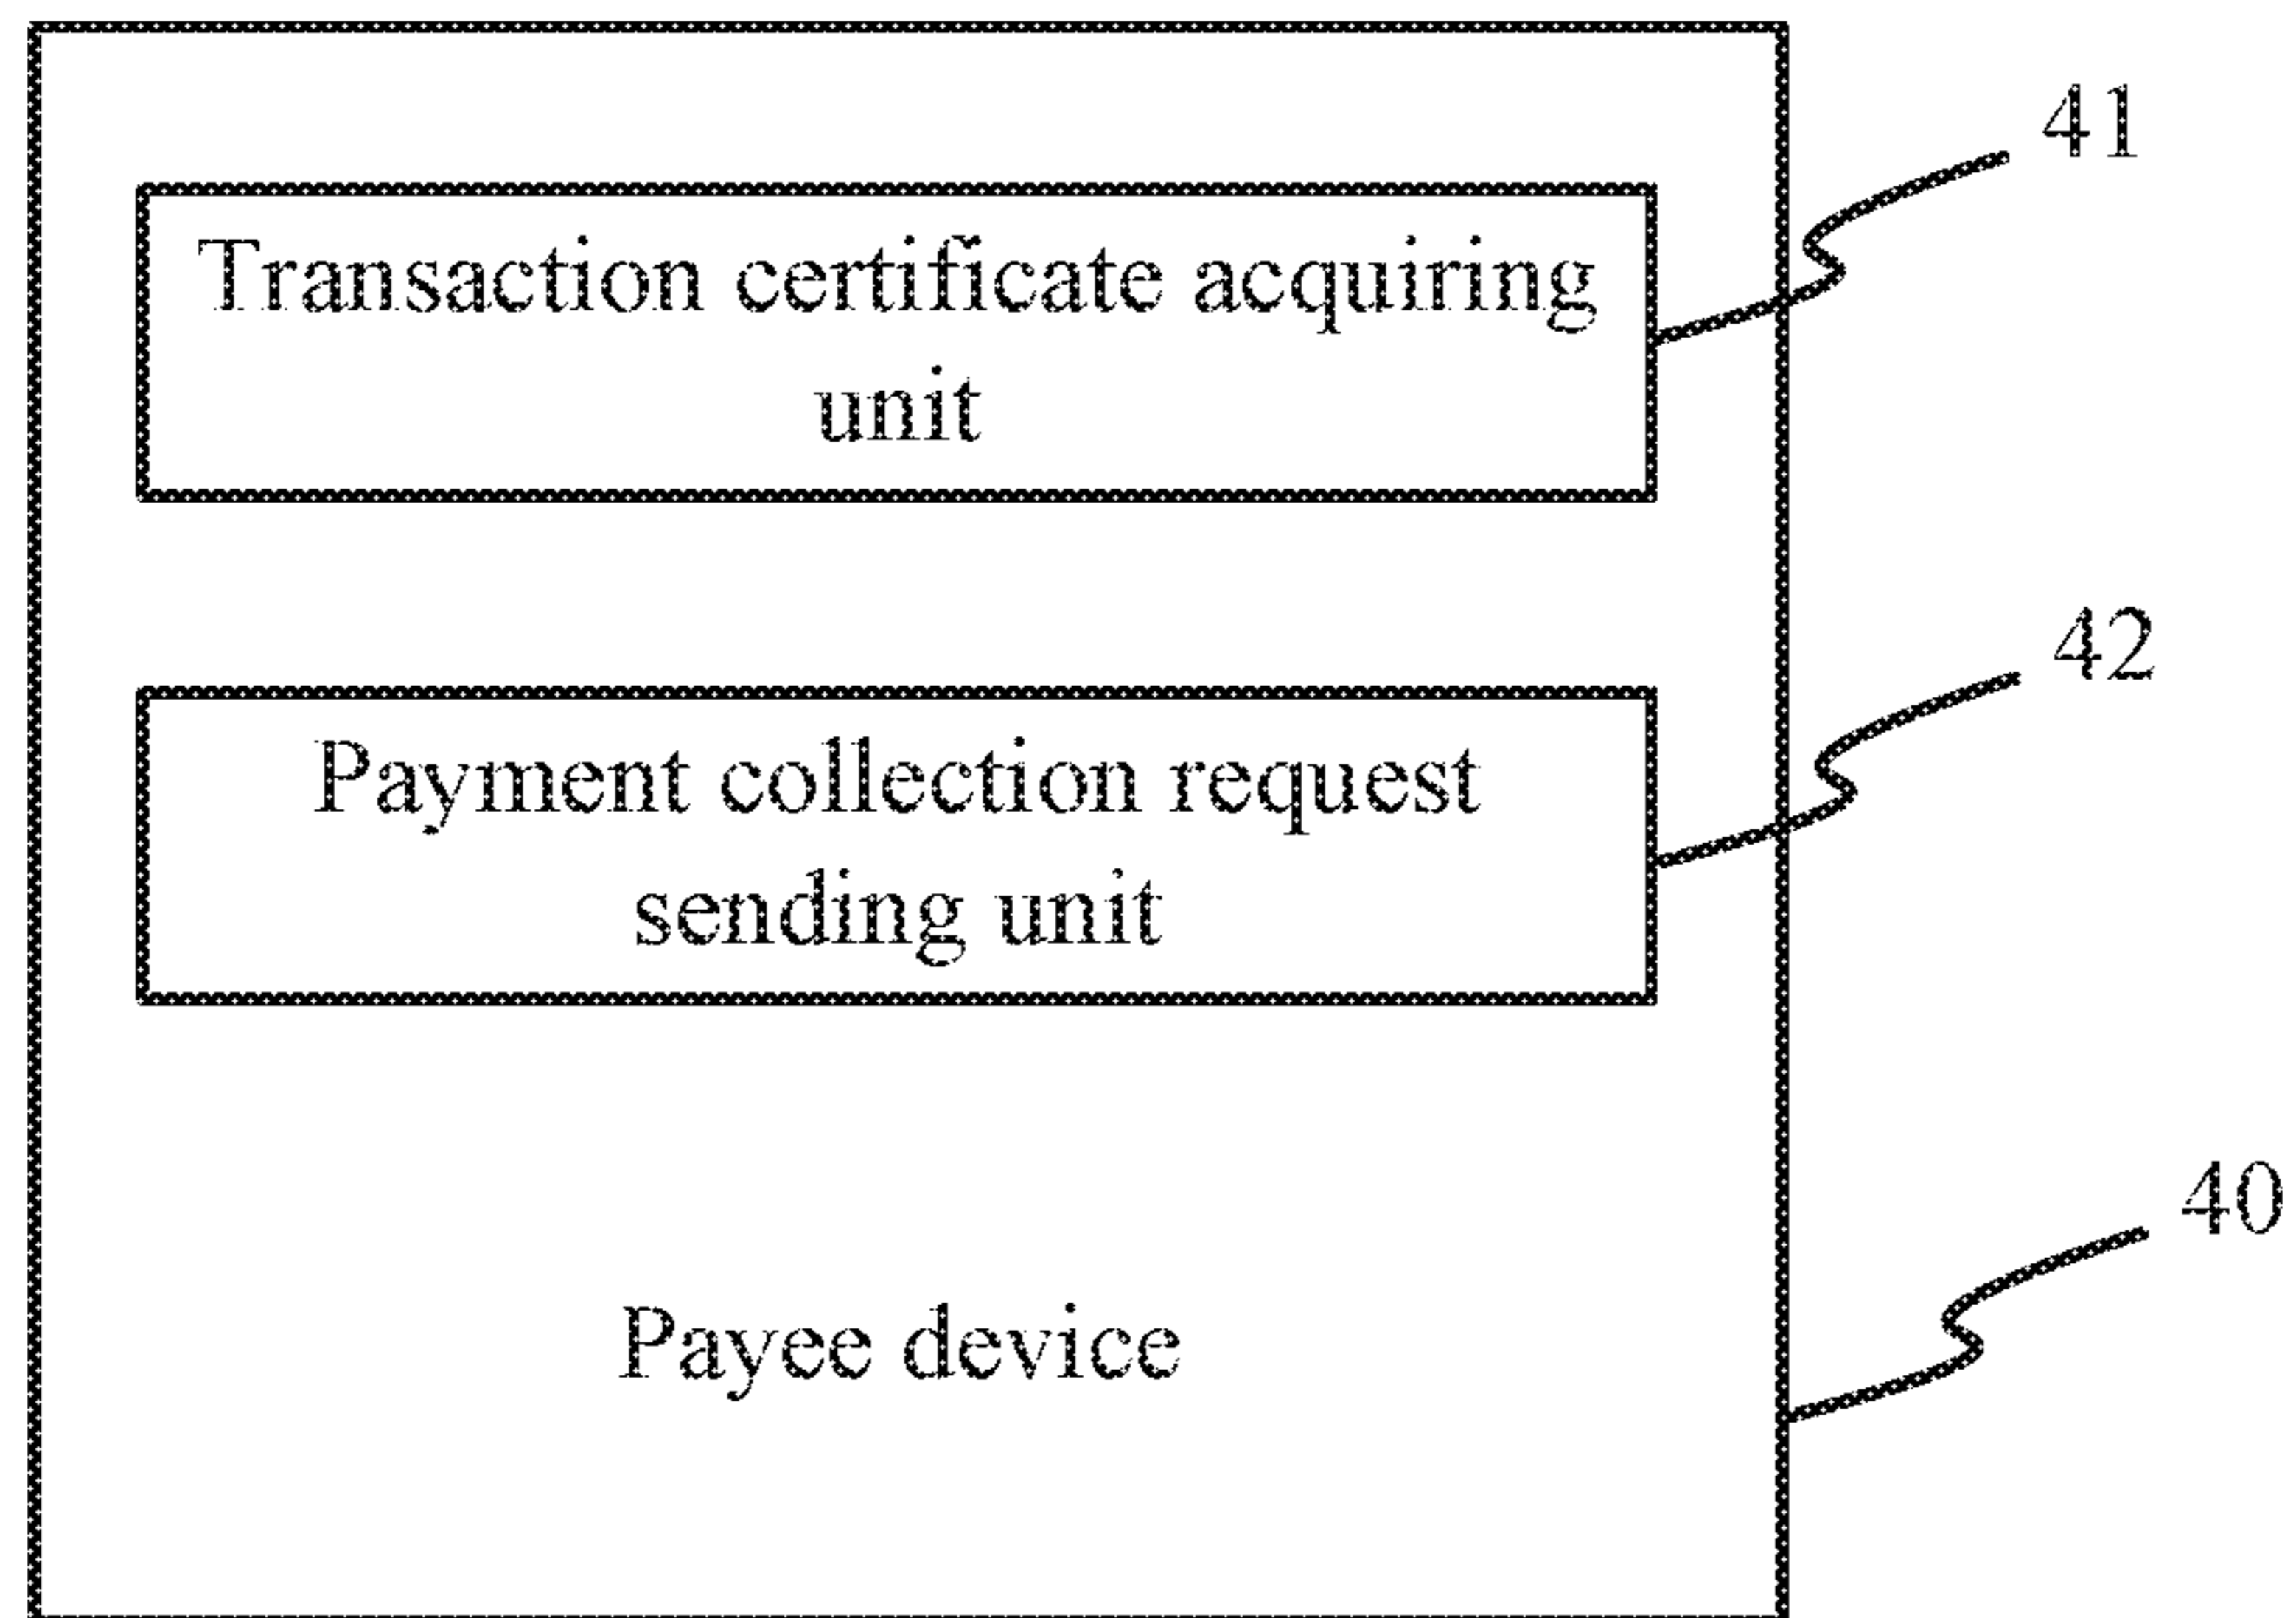 41
Transaction certificate acquiring
unit
42
Payment collection request
sending unit
40
Payee device